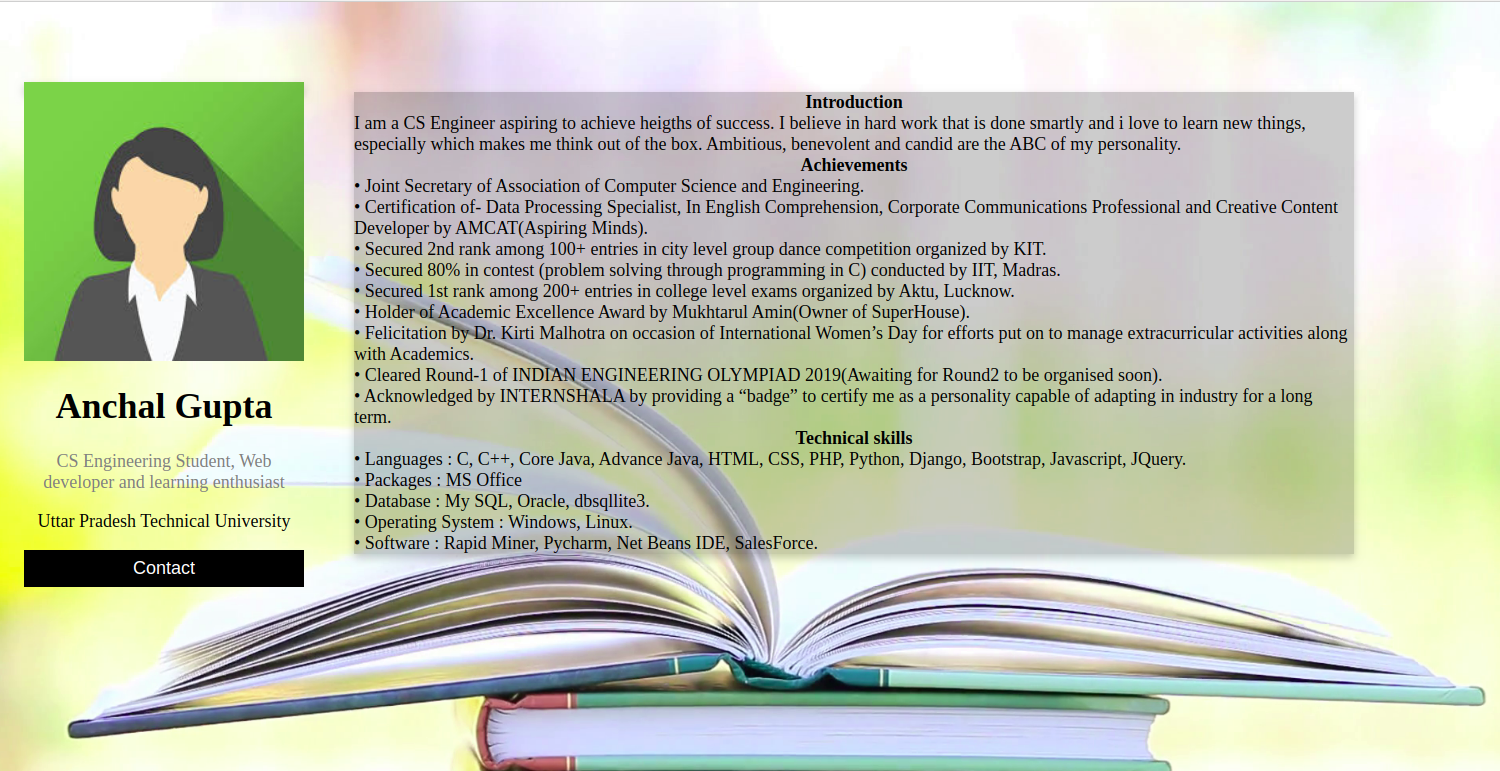 Anchal Gupta
CS Engineering Student, Web
developer and learning enthusiast
Uttar Pradesh Technical University
Contact
Introduction
I am a CS Engineer aspiring to achieve heigths of success. I believe in hard work that is done smartly and i love to learn new things,
especially which makes me think out of the box. Ambitious, benevolent and candid are the ABC of my personality.
Achievements
• Joint Secretary of Association of Computer Science and Engineering.
• Certification of- Data Processing Specialist, In English Comprehension, Corporate Communications Professional and Creative Content
Developer by AMCAT(Aspiring Minds).
• Secured 2nd rank among 100+ entries in city level group dance competition organized by KIT.
• Secured 80% in contest (problem solving through programming in C) conducted by IIT, Madras.
• Secured 1st rank among 200+ entries in college level exams organized by Aktu, Lucknow.
• Holder of Academic Excellence Award by Mukhtarul Amin(Owner of SuperHouse).
• Felicitation by Dr. Kirti Malhotra on occasion of International Women’s Day for efforts put on to manage extracurricular activities along
with Academics.
• Cleared Round-1 of INDIAN ENGINEERING OLYMPIAD 2019(Awaiting for Round2 to be organised soon).
• Acknowledged by INTERNSHALA by providing a “badge” to certify me as a personality capable of adapting in industry for a long
term.
Technical skills
• Languages : C, C++, Core Java, Advance Java, HTML, CSS, PHP, Python, Django, Bootstrap, Javascript, JQuery.
• Packages : MS Office
• Database : My SQL, Oracle, dbsqllite3.
• Operating System : Windows, Linux.
• Software : Rapid Miner, Pycharm, Net Beans IDE, SalesForce.